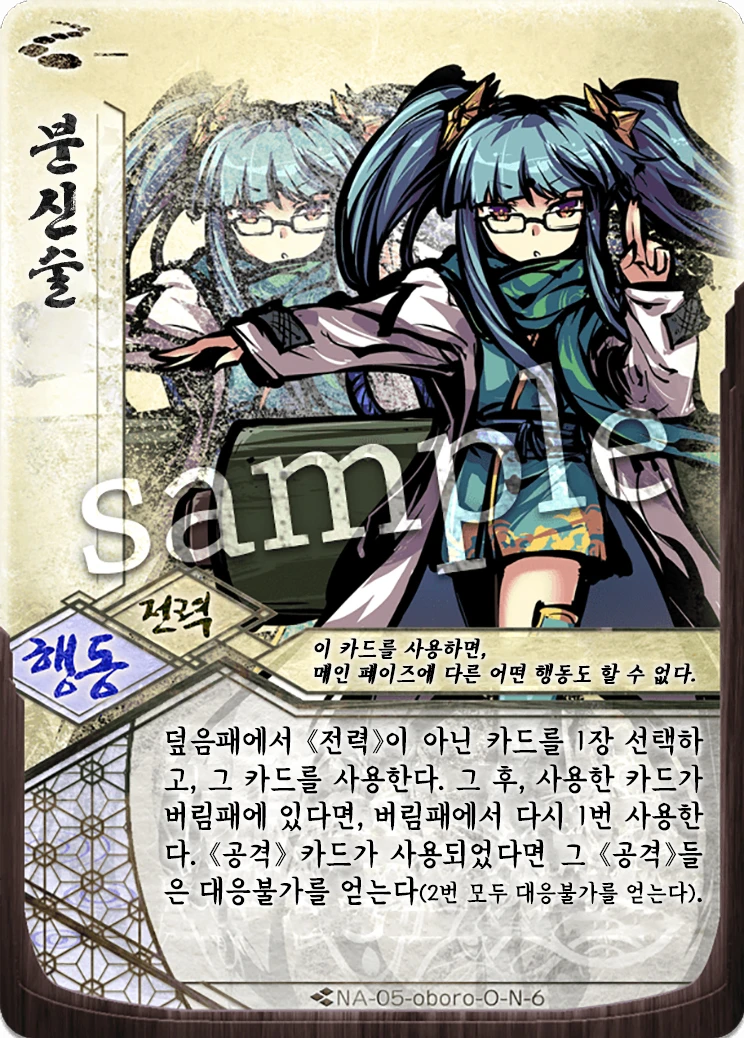 분신술
sample
전력
행동
이 카드를 사용하면,
메인 페이즈에 다른 어떤 행동도 할 수 없다.
덮음패에서 《전력》이 아닌 카드를 1장 선택하
고, 그 카드를 사용한다. 그 후, 사용한 카드가
버림패에 있다면, 버림패에서 다시 1번 사용한
다. 《공격》 카드가 사용되었다면 그 《공격》들
은 대응불가를 얻는다(2번 모두 대응불가를 얻는다).
NA-05-oboro-O-N-6